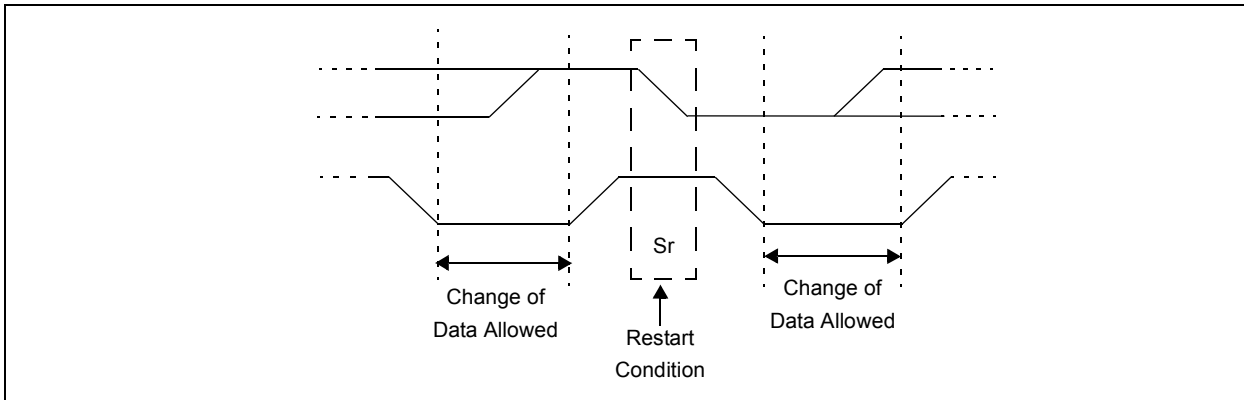 Sr
Change of
Data Allowed
Restart
Condition
Change of
Data Allowed